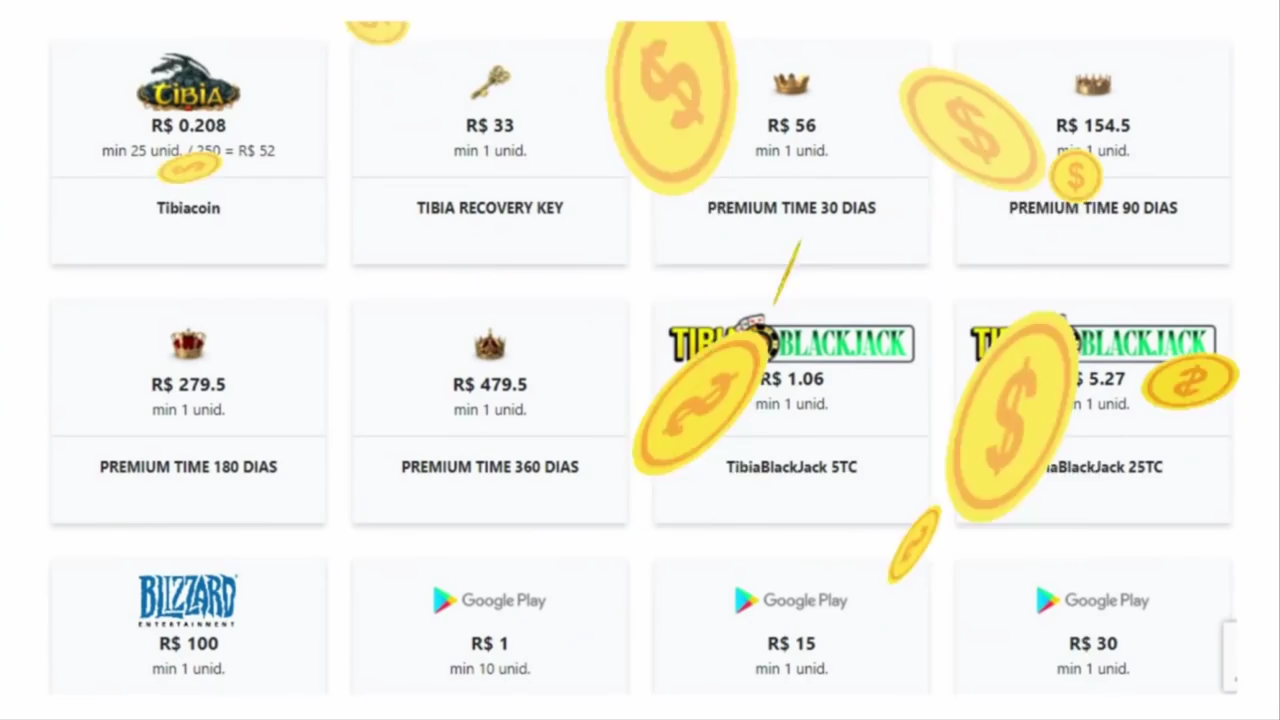 TIBIA
R$ 0.208
min 25 unid. / 250 = R$ 52
Tibiacoin
R$ 33
min 1 unid.
TIBIA RECOVERY KEY
R$ 56
min 1 unid.
PREMIUM TIME 30 DIAS
R$ 154.5
min 1 unid.
PREMIUM TIME 90 DIAS
R$ 279.5
min 1 unid.
PREMIUM TIME 180 DIAS
R$ 479.5
min 1 unid.
PREMIUM TIME 360 DIAS
BLACKJACK
R$ 1.06
min 1 unid.
TibiaBlackJack 5TC
BLACKJACK
5.27
1 unid.
25TC
BLIZZARD
ENTERTAINMENT
R$ 100
min 1 unid.
Google Play
R$ 1
min 10 unid.
Google Play
R$ 15
min 1 unid.
Google Play
R$ 30
min 1 unid.